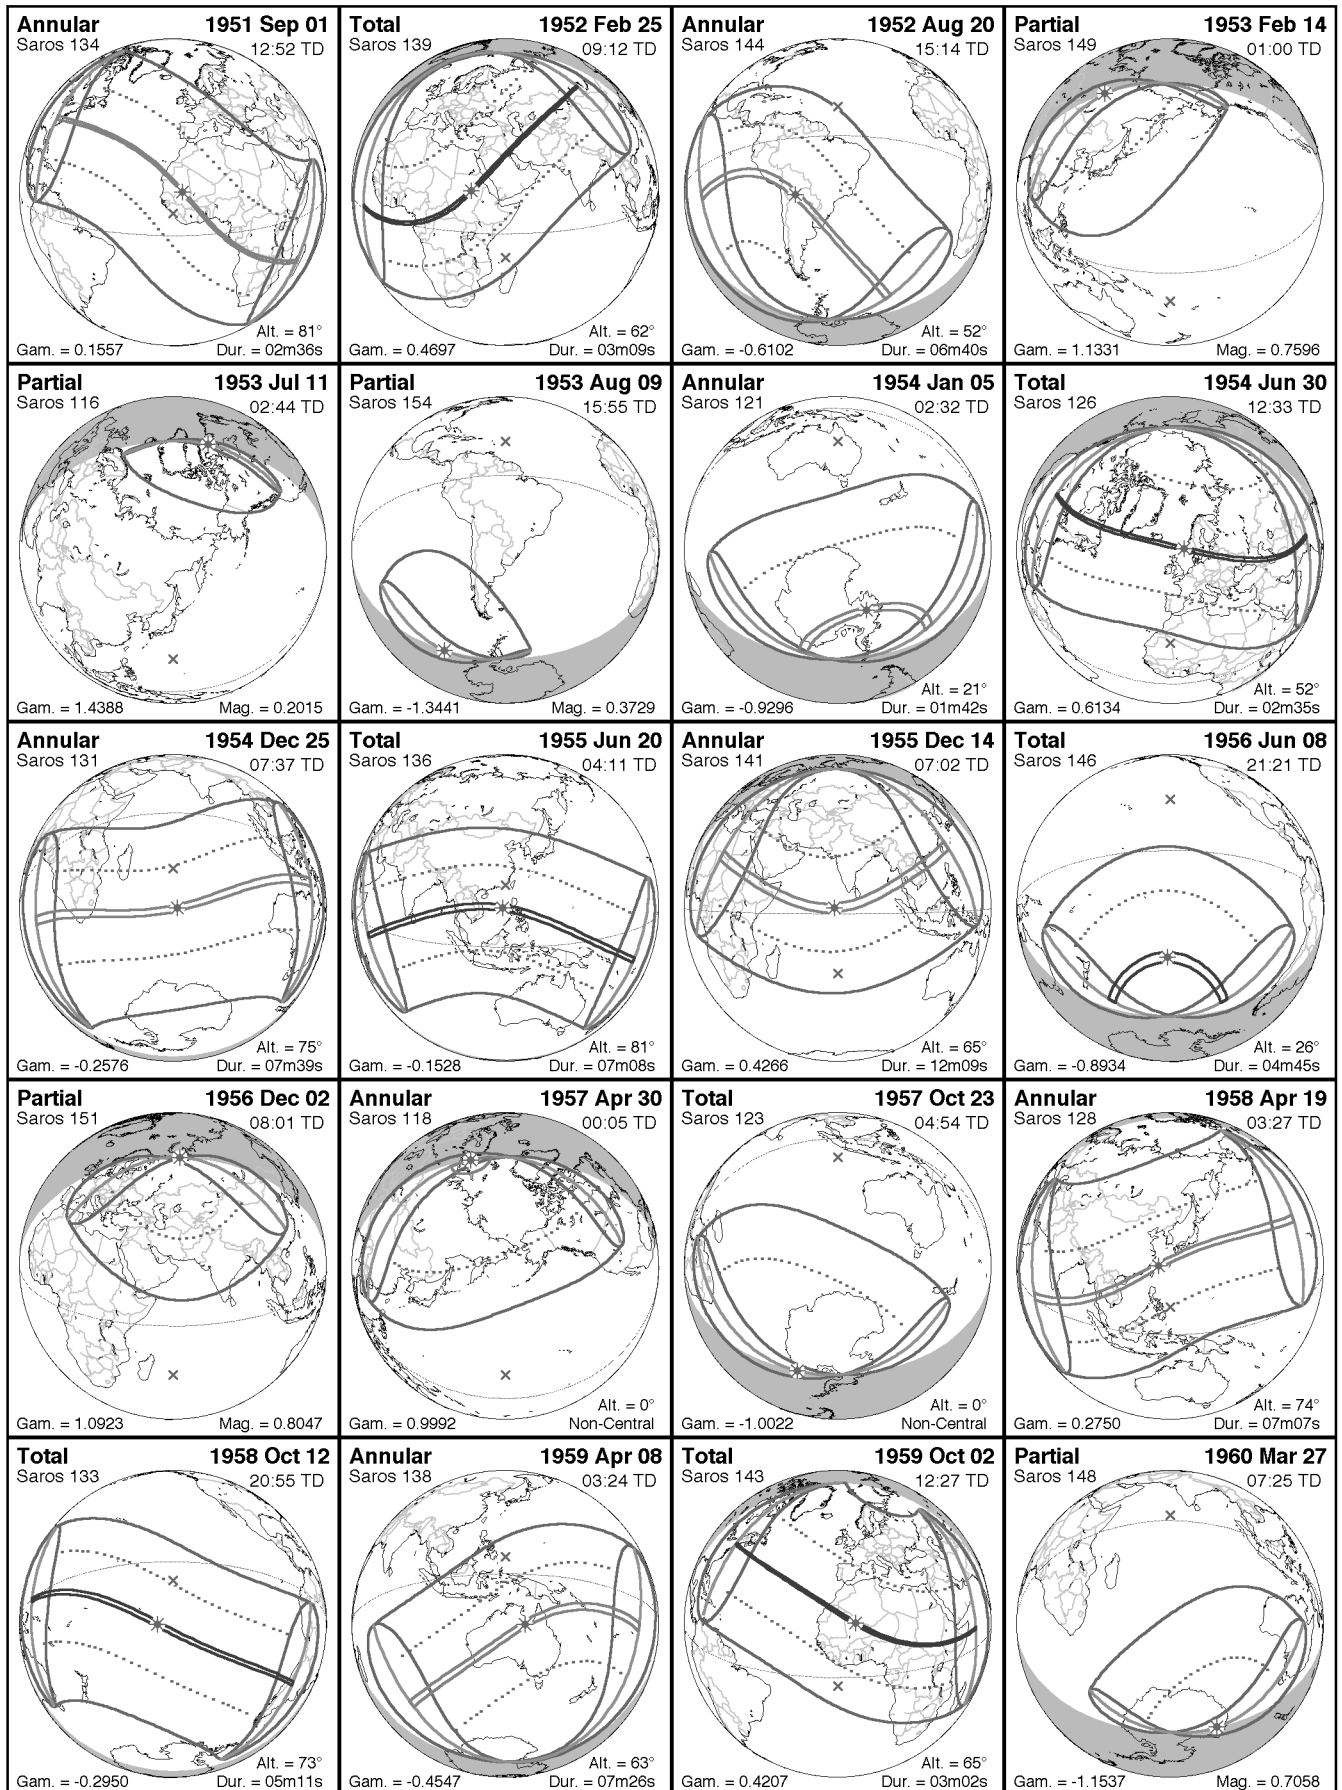 Annular 1951 Sep 01
Saros 134 12:52 TD
Alt. = 81°
Gam. = 0.1557 Dur. = 02m36s
Total 1952 Feb 25
Saros 139 09:12 TD
Alt. = 62°
Gam. = 0.4697 Dur. = 03m09s
Annular 1952 Aug 20
Saros 144 15:14 TD
Alt. = 52°
Gam. = -0.6102 Dur. = 06m40s
Partial 1953 Feb 14
Saros 149 01:00 TD
Gam. = 1.1331 Mag. = 0.7596
Partial 1953 Jul 11
Saros 116 02:44 TD
Gam. = 1.4388 Mag. = 0.2015
Partial 1953 Aug 09
Saros 154 15:55 TD
Gam. = -1.3441 Mag. = 0.3729
Annular 1954 Jan 05
Saros 121 02:32 TD
Alt. = 21°
Gam. = -0.9296 Dur. = 01m42s
Total 1954 Jun 30
Saros 126 12:33 TD
Alt. = 52°
Gam. = 0.6134 Dur. = 02m35s
Annular 1954 Dec 25
Saros 131 07:37 TD
Alt. = 75°
Gam. = -0.2576 Dur. = 07m39s
Total 1955 Jun 20
Saros 136 04:11 TD
Alt. = 81°
Gam. = -0.1528 Dur. = 07m08s
Annular 1955 Dec 14
Saros 141 07:02 TD
Alt. = 65°
Gam. = 0.4266 Dur. = 12m09s
Total 1956 Jun 08
Saros 146 21:21 TD
Alt. = 26°
Gam. = -0.8934 Dur. = 04m45s
Partial 1956 Dec 02
Saros 151 08:01 TD
Gam. = 1.0923 Mag. = 0.8047
Annular 1957 Apr 30
Saros 118 00:05 TD
Alt. = 0°
Gam. = 0.9992 Non-Central
Total 1957 Oct 23
Saros 123 04:54 TD
Alt. = 0°
Gam. = -1.0022 Non-Central
Annular 1958 Apr 19
Saros 128 03:27 TD
Alt. = 74°
Gam. = 0.2750 Dur. = 07m07s
Total 1958 Oct 12
Saros 133 20:55 TD
Alt. = 73°
Gam. = -0.2950 Dur. = 05m11s
Annular 1959 Apr 08
Saros 138 03:24 TD
Alt. = 63°
Gam. = -0.4547 Dur. = 07m26s
Total 1959 Oct 02
Saros 143 12:27 TD
Alt. = 65°
Gam. = 0.4207 Dur. = 03m02s
Partial 1960 Mar 27
Saros 148 07:25 TD
Gam. = -1.1537 Mag. = 0.7058